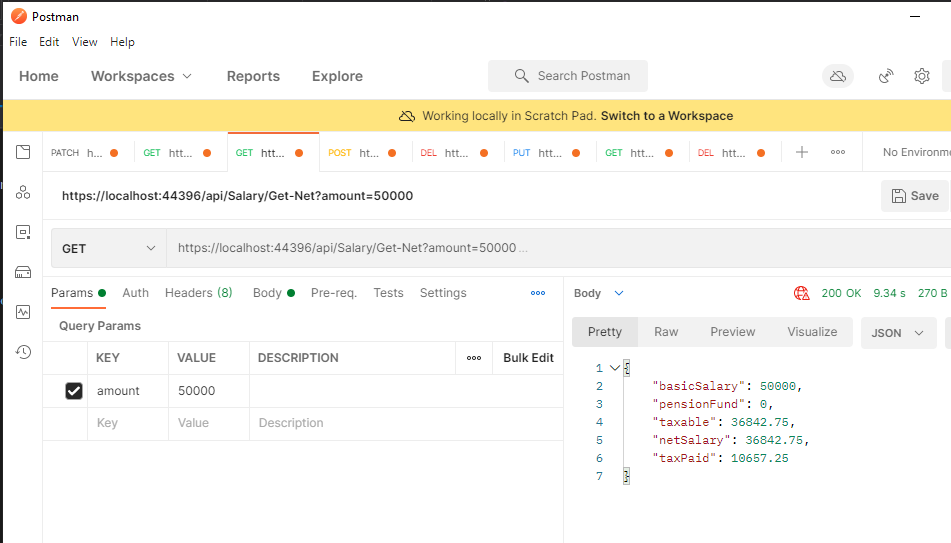 Postman
File Edit View Help
Home Workspaces Reports Explore Search Postman
Working locally in Scratch Pad. Switch to a Workspace
PATCH h... GET htt... GET htt... POST htt... DEL htt... PUT htt... GET htt... DEL htt... No Environme
https://localhost:44396/api/Salary/Get-Net?amount=50000 Save
GET https://localhost:44396/api/Salary/Get-Net?amount=50000 ...
Params Auth Headers (8) Body Pre-req. Tests Settings
Body 200 OK 9.34 s 270 B
Query Params
Pretty Raw Preview Visualize JSON
KEY VALUE DESCRIPTION Bulk Edit
amount 50000
Key Value Description
1 {
2 "basicSalary": 50000,
3 "pensionFund": 0,
4 "taxable": 36842.75,
5 "netSalary": 36842.75,
6 "taxPaid": 10657.25
7 }